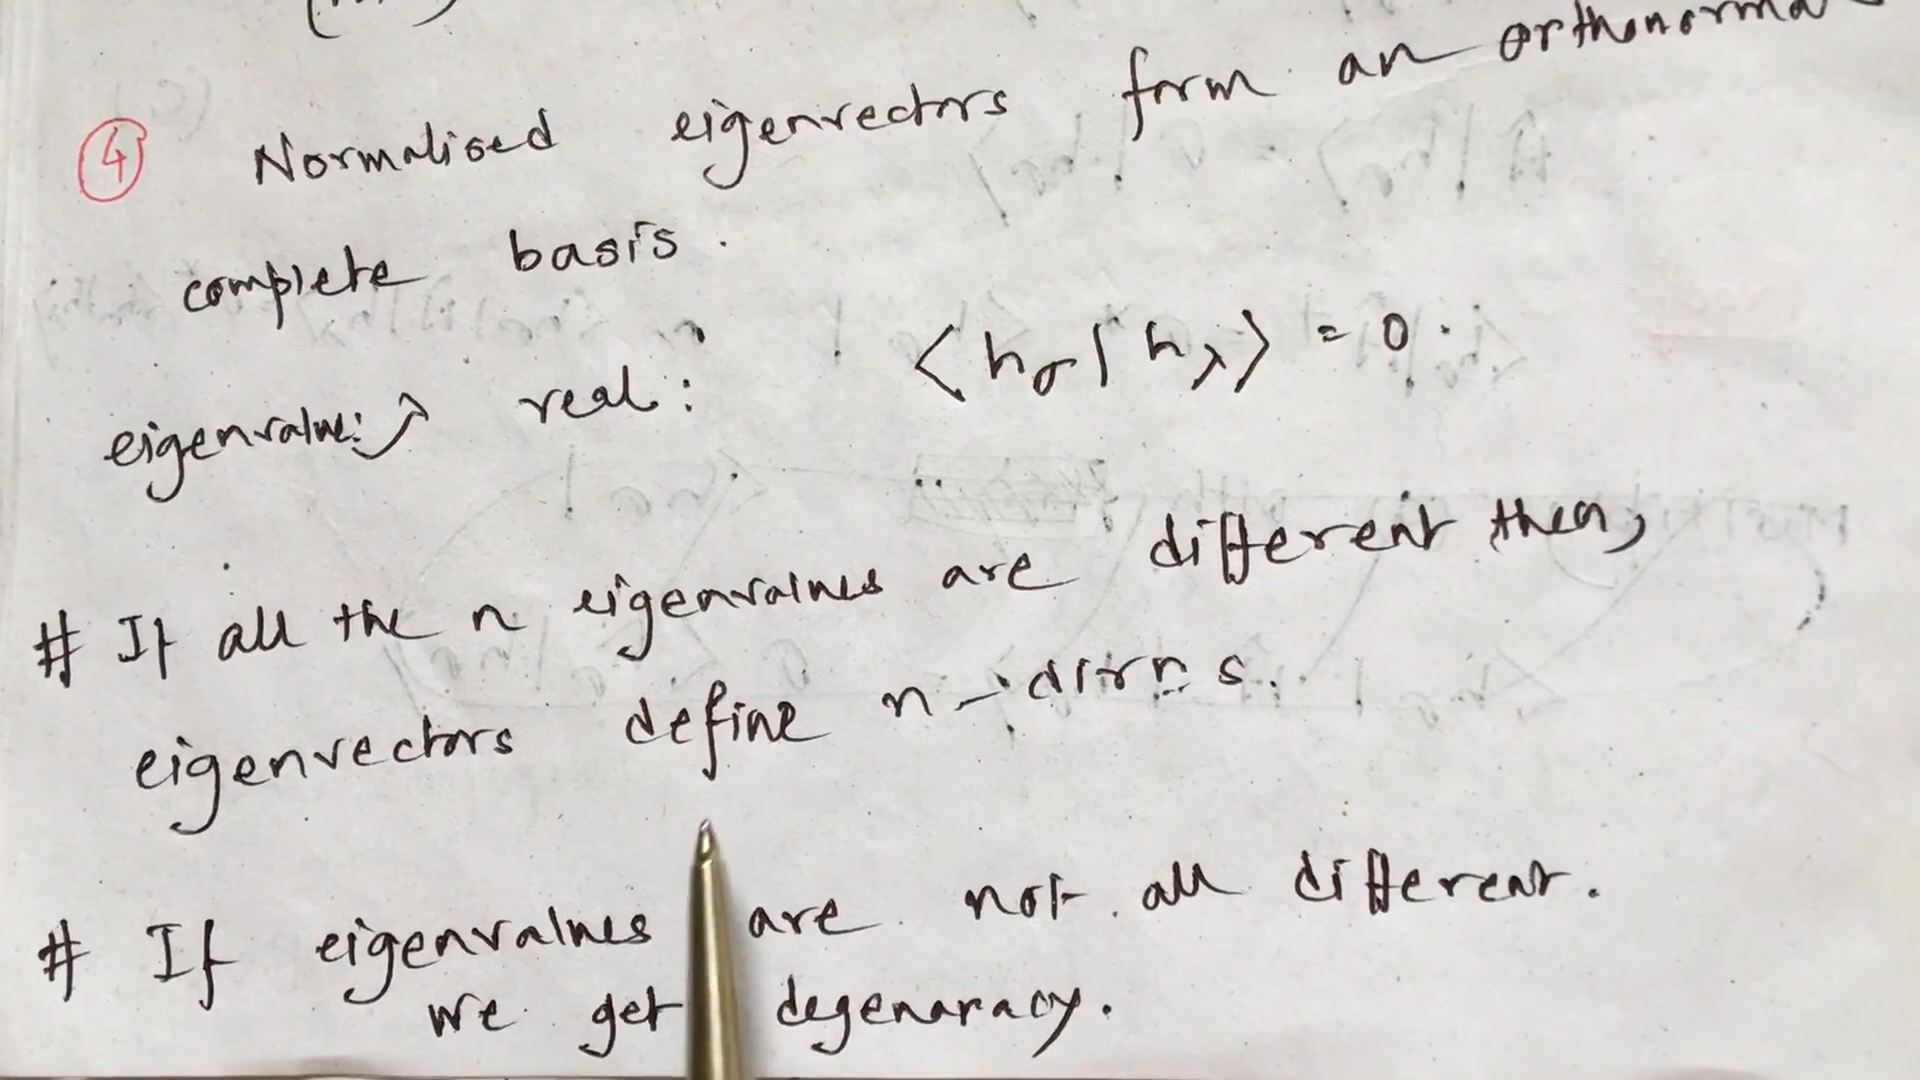 ④ Normalised eigenvectors form an orthonorma
complete basis.
eigenvalue: real: ⟨hσ|hλ⟩ = 0.
# If all the n eigenvalues are different then,
eigenvectors define n-dirns.
# If eigenvalues are not all different.
We get degenaracy.